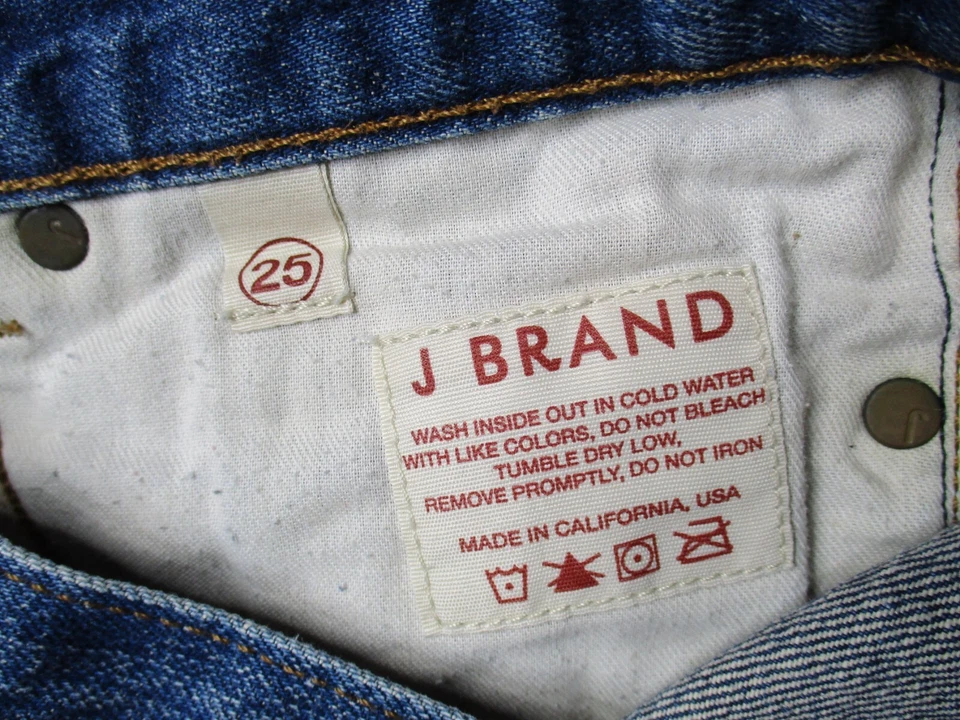 25
J BRAND
WASH INSIDE OUT IN COLD WATER
WITH LIKE COLORS, DO NOT BLEACH
TUMBLE DRY LOW,
REMOVE PROMPTLY, DO NOT IRON
MADE IN CALIFORNIA, USA
J
J